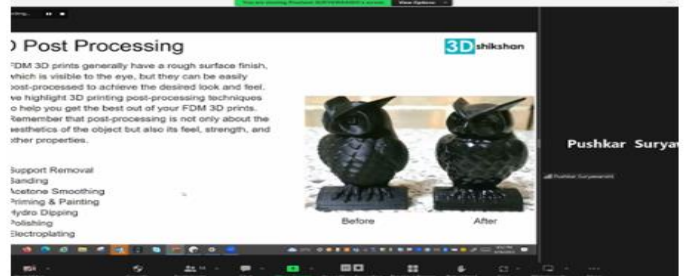 View Options
) Post Processing
3D shikshan
FDM 3D prints generally have a rough surface finish,
which is visible to the eye, but they can be easily
post-processed to achieve the desired look and feel.
we highlight 3D printing post-processing techniques
o help you get the best out of your FDM 3D prints.
Remember that post-processing is not only about the
aesthetics of the object but also its feel, strength, and
other properties.
Support Removal
Sanding
Acetone Smoothing
Priming & Painting
Hydro Dipping
Polishing
Electroplating
Before
After
Pushkar Surya